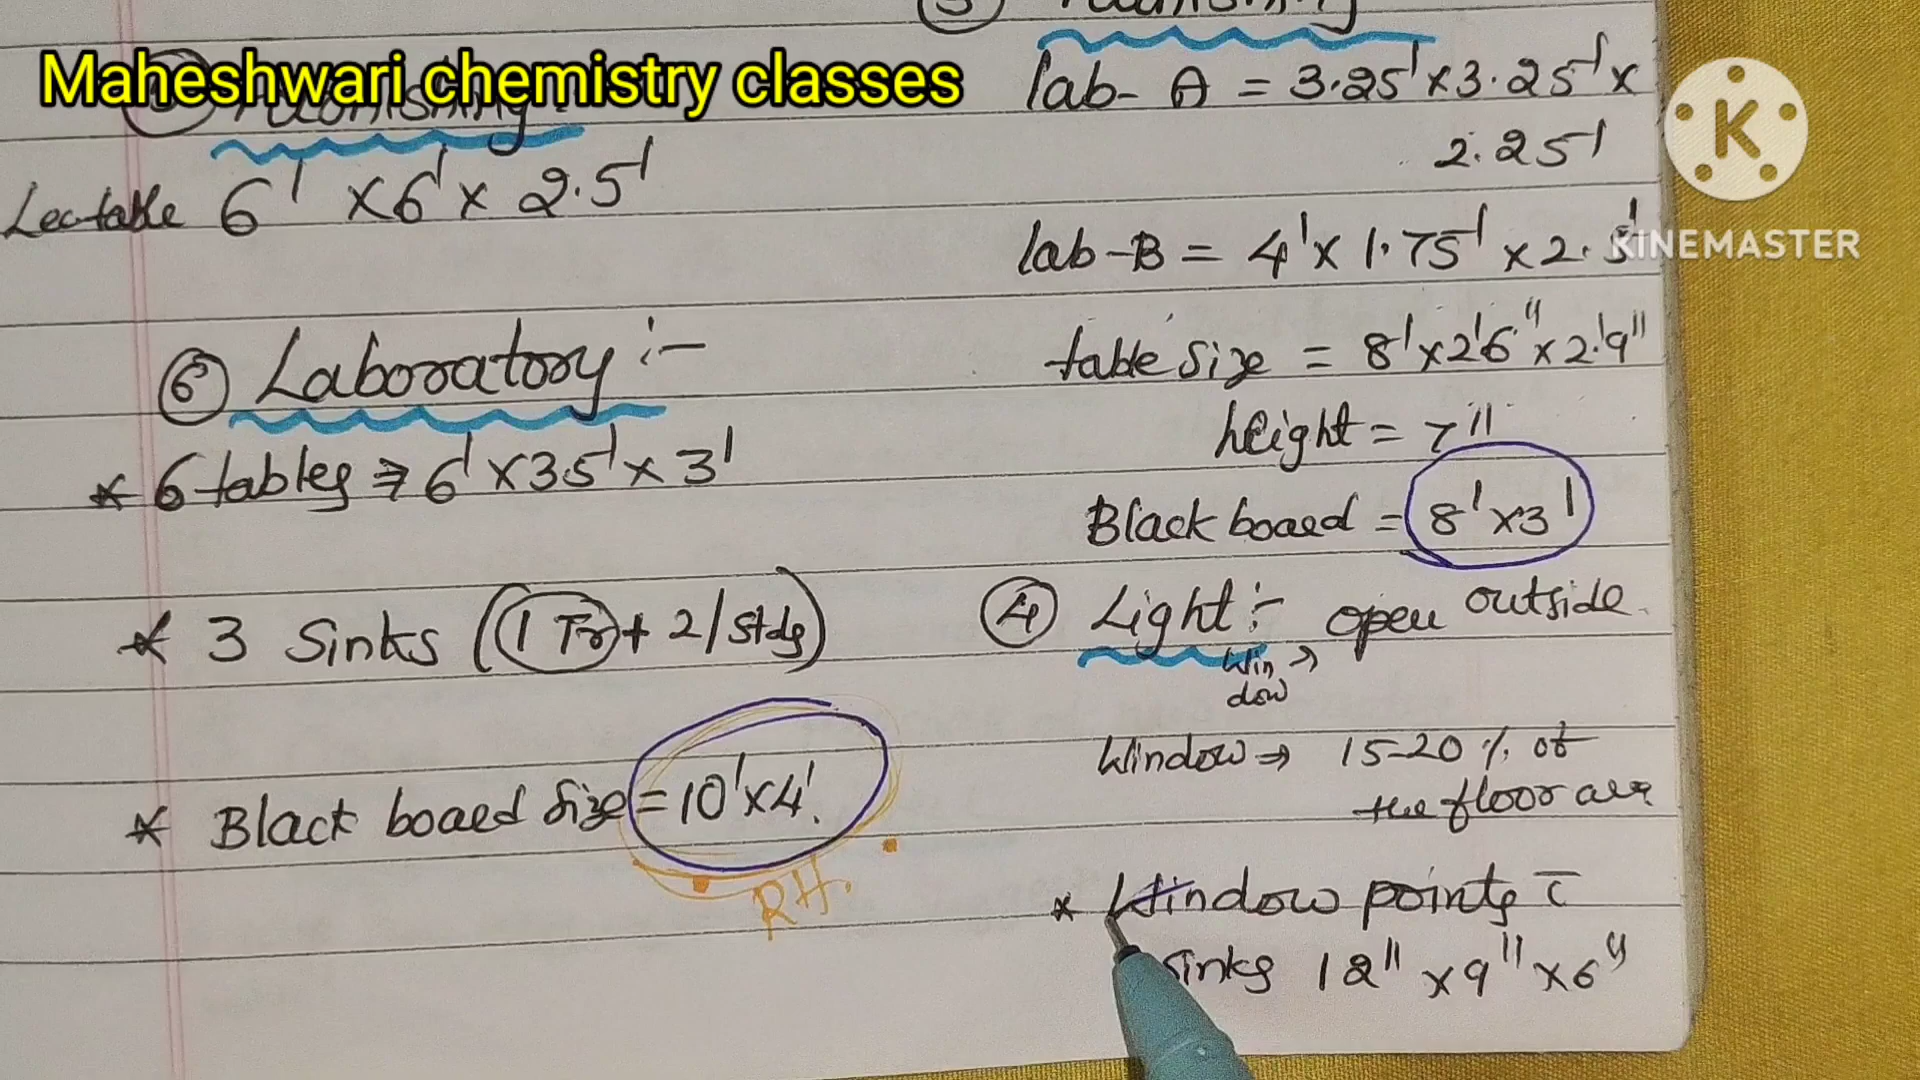 Maheshwari chemistry classes
Lec table 6' x 6' x 2.5'
⑥ Laboratory :-
* 6 tables ⇒ 6' x 3.5' x 3'
* 3 Sinks (1 Tr + 2/Stds)
* Black board Size = 10' x 4'.
RH.
lab- A = 3.25' x 3.25' x
2.25'
lab-B = 4' x 1.75' x 2.5'
table size = 8' x 2'6" x 2.'9"
height = 7"
Black board = 8' x 3'
④ Light :- open outside.
Win →
dow
Window ⇒ 15-20 % of
the floor area
* Window points c̄
sinks 12" x 9" x 6"
K
KINEMASTER